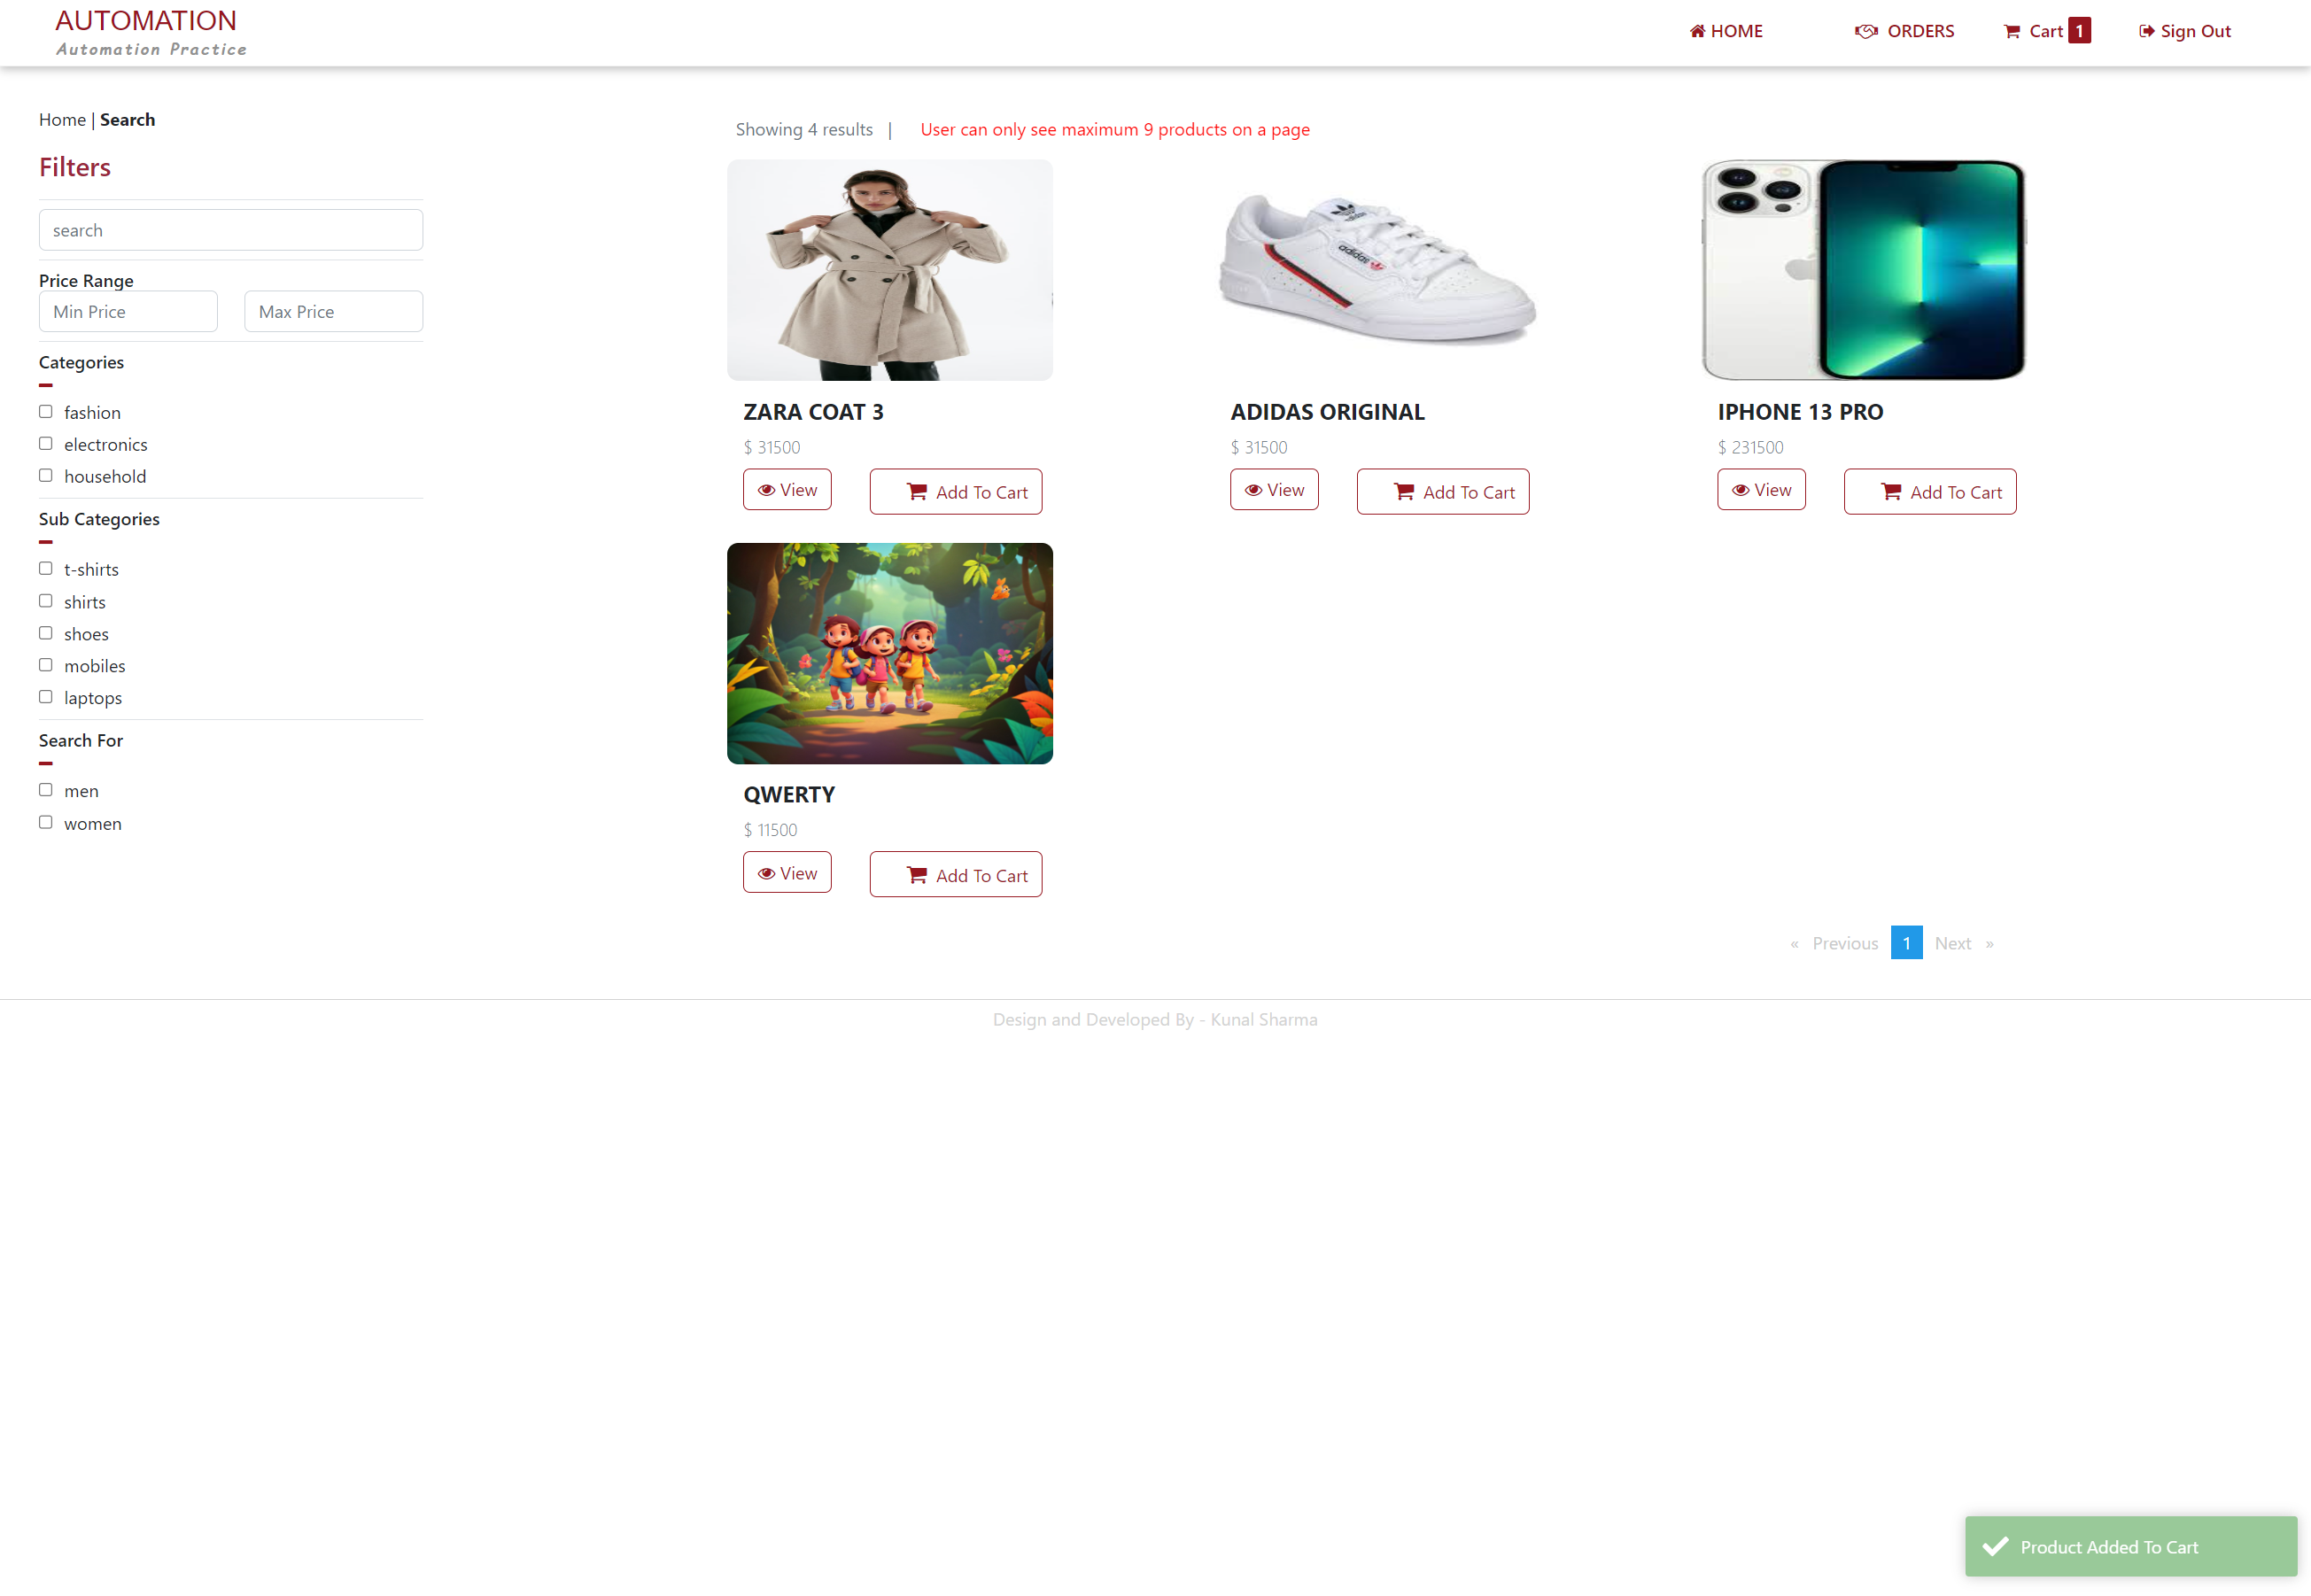 AUTOMATION
Automation Practice
HOME
ORDERS
Cart 1
Sign Out
Home | Search
Filters
search
Price Range
Min Price
Max Price
Categories
fashion
electronics
household
Sub Categories
t-shirts
shirts
shoes
mobiles
laptops
Search For
men
women
Showing 4 results |
User can only see maximum 9 products on a page
adidas
adidas
ZARA COAT 3
$ 31500
View
Add To Cart
ADIDAS ORIGINAL
$ 31500
View
Add To Cart
IPHONE 13 PRO
$ 231500
View
Add To Cart
QWERTY
$ 11500
View
Add To Cart
« Previous 1 Next »
Design and Developed By - Kunal Sharma
Product Added To Cart